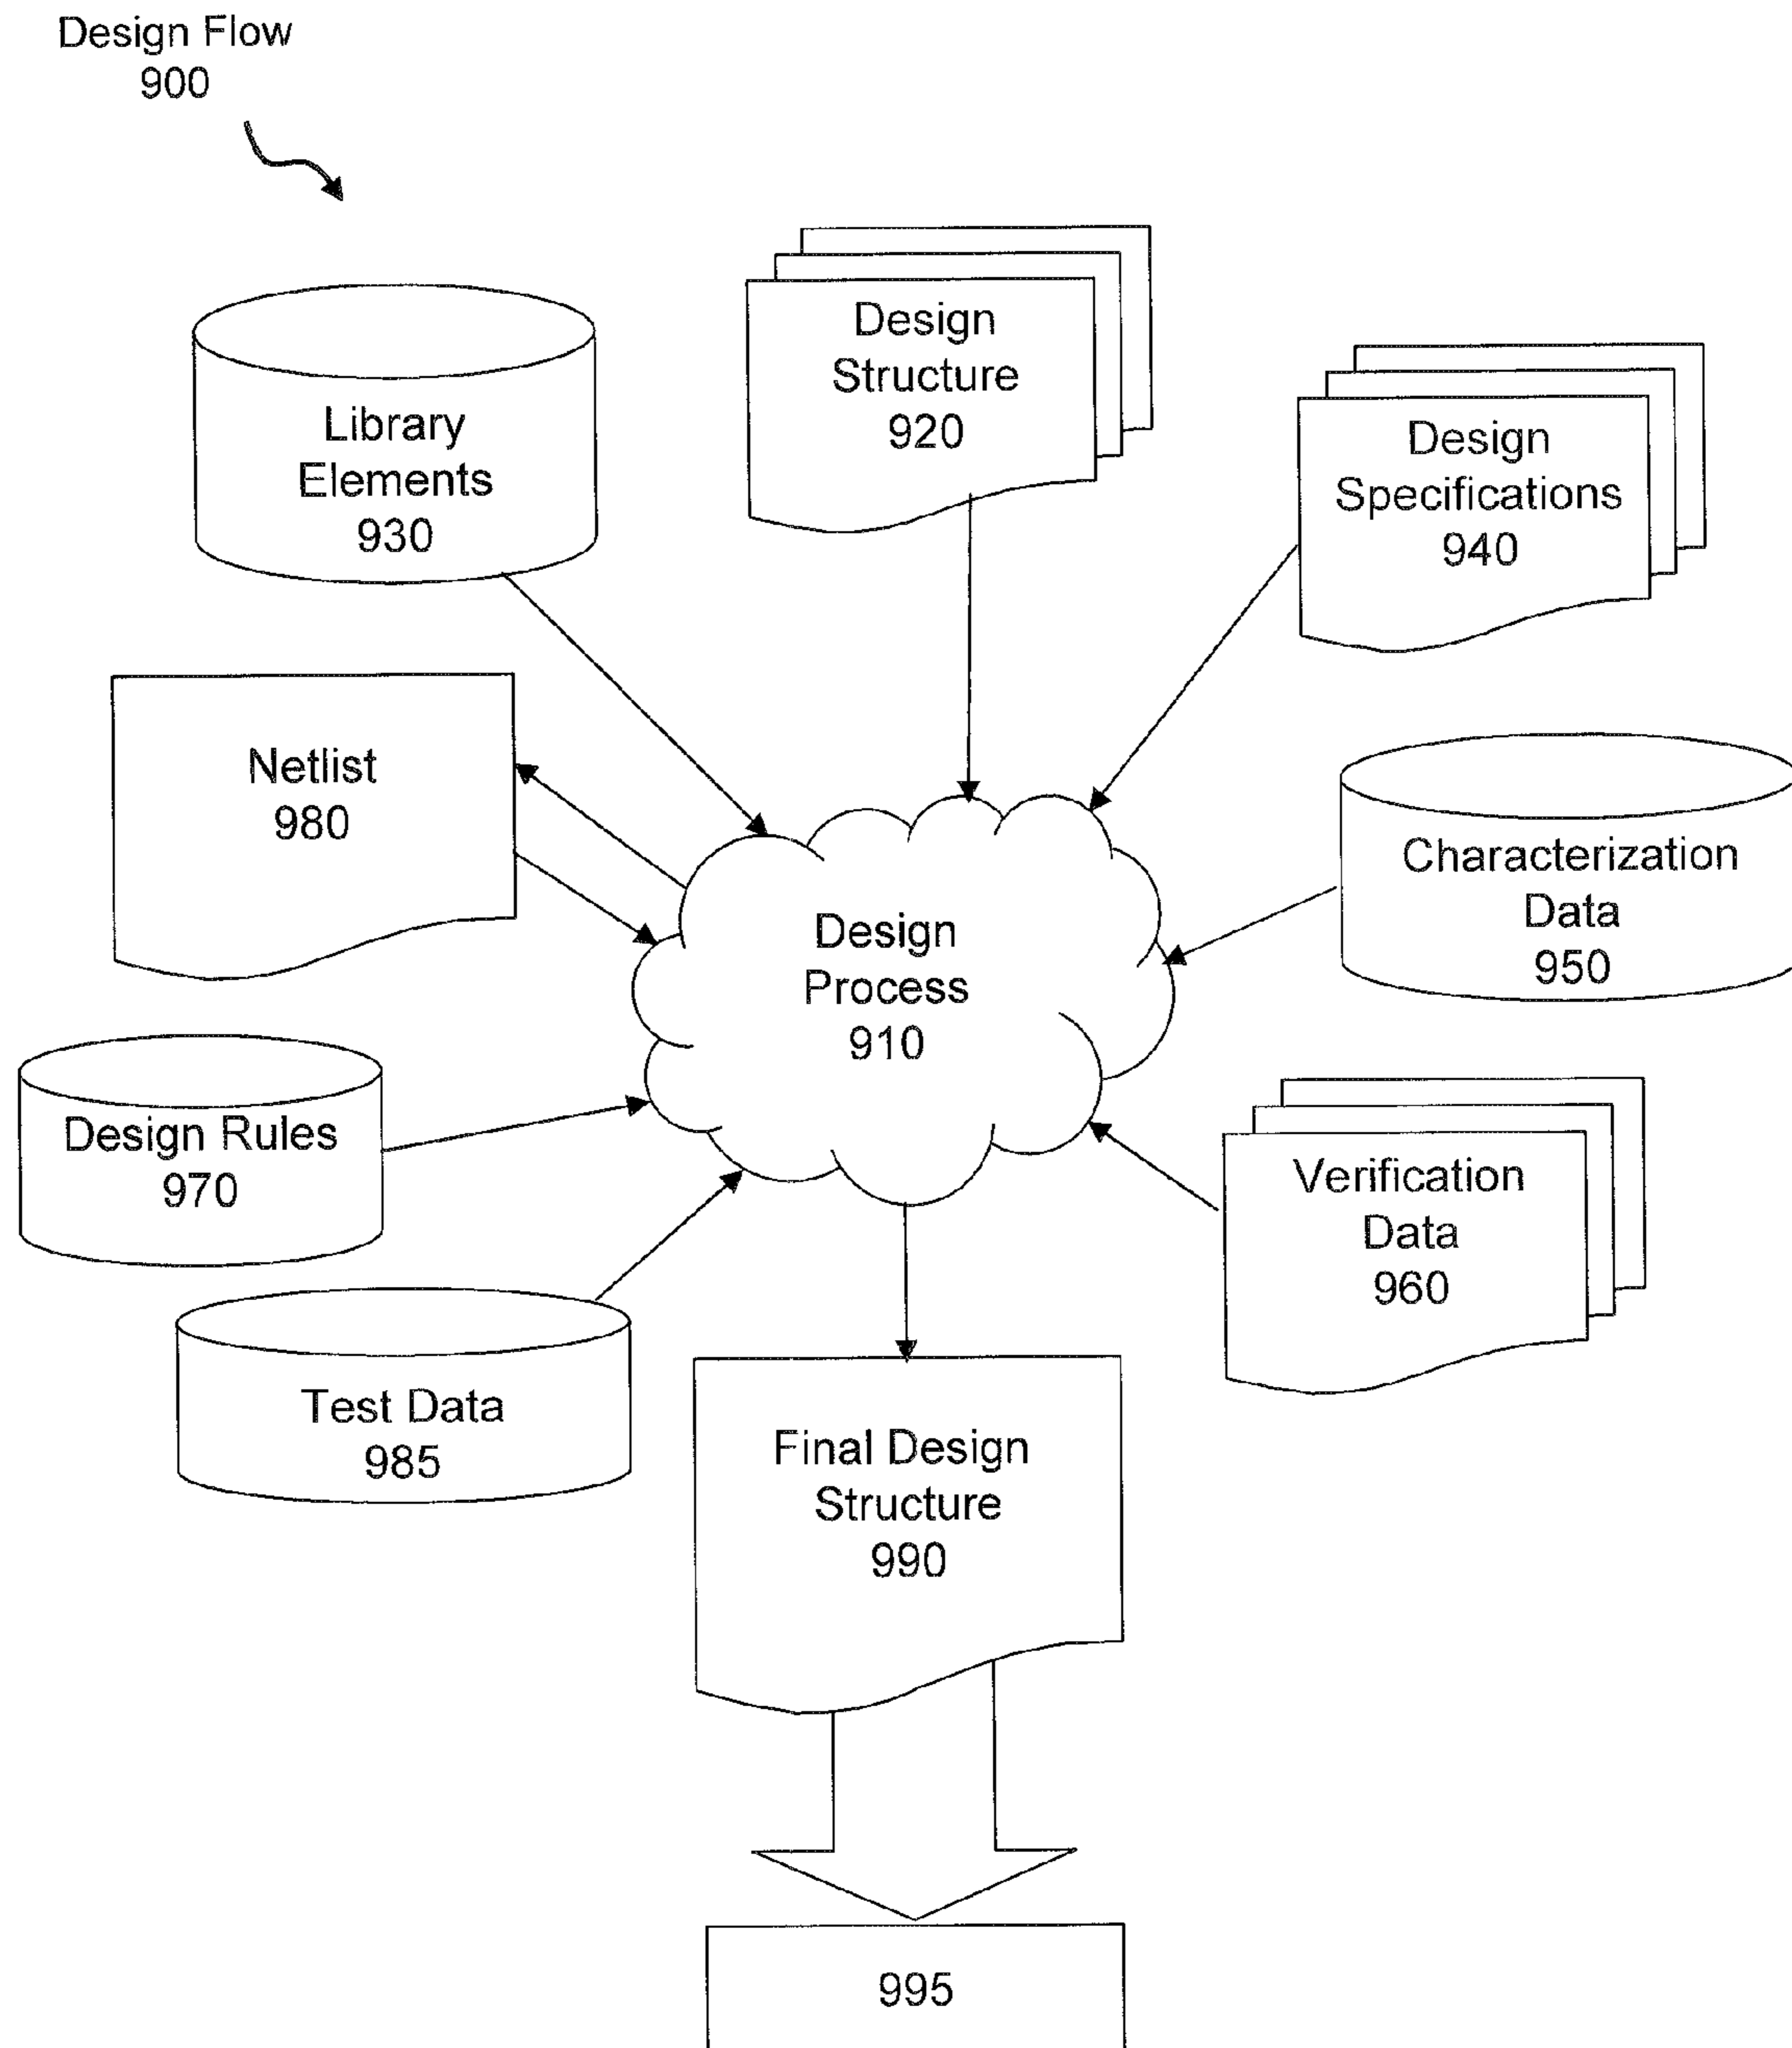 Design Flow
900
Design
Structure
920
Library
Elements
930
Design
Specifications
940
Netlist
980
Characterization
Data
950
Design
Process
910
Design Rules
970
Verification
Data
960
Test Data
985
Final Design
Structure
990
995